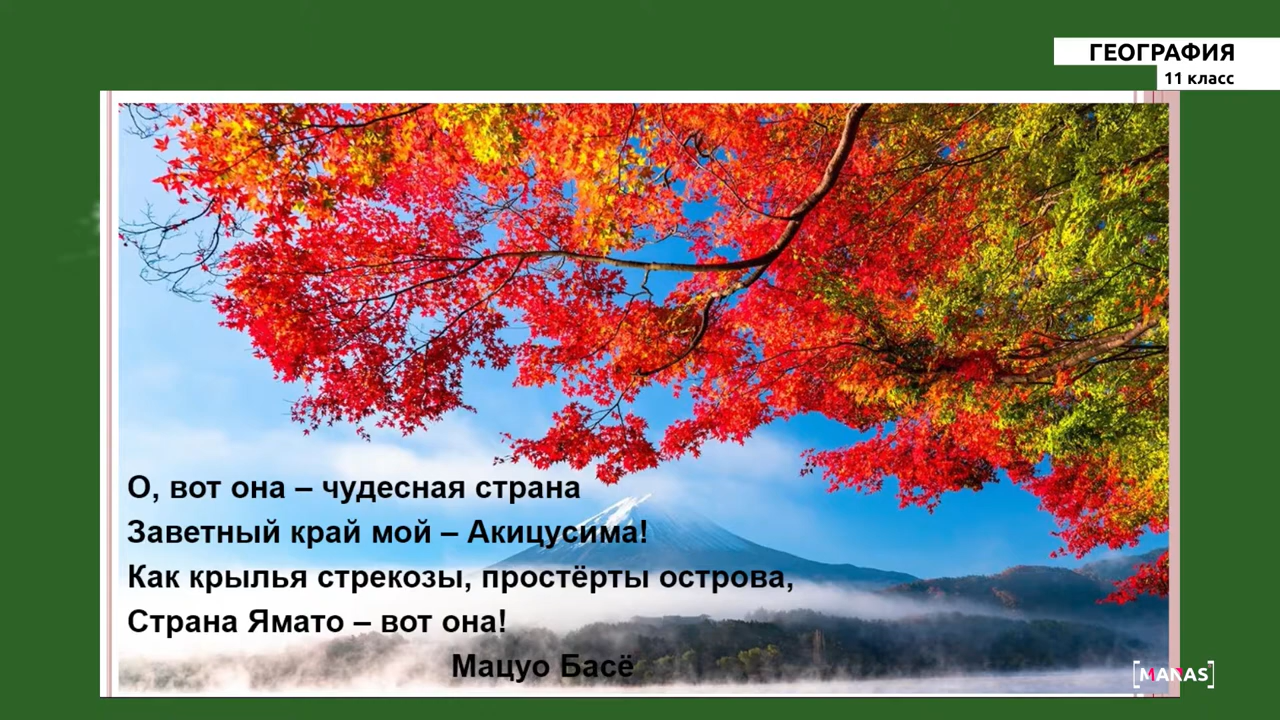 ГЕОГРАФИЯ
11 класс
О, вот она – чудесная страна
Заветный край мой – Акицусима!
Как крылья стрекозы, простёрты острова,
Страна Ямато – вот она!
Мацуо Басё
[MANAS]